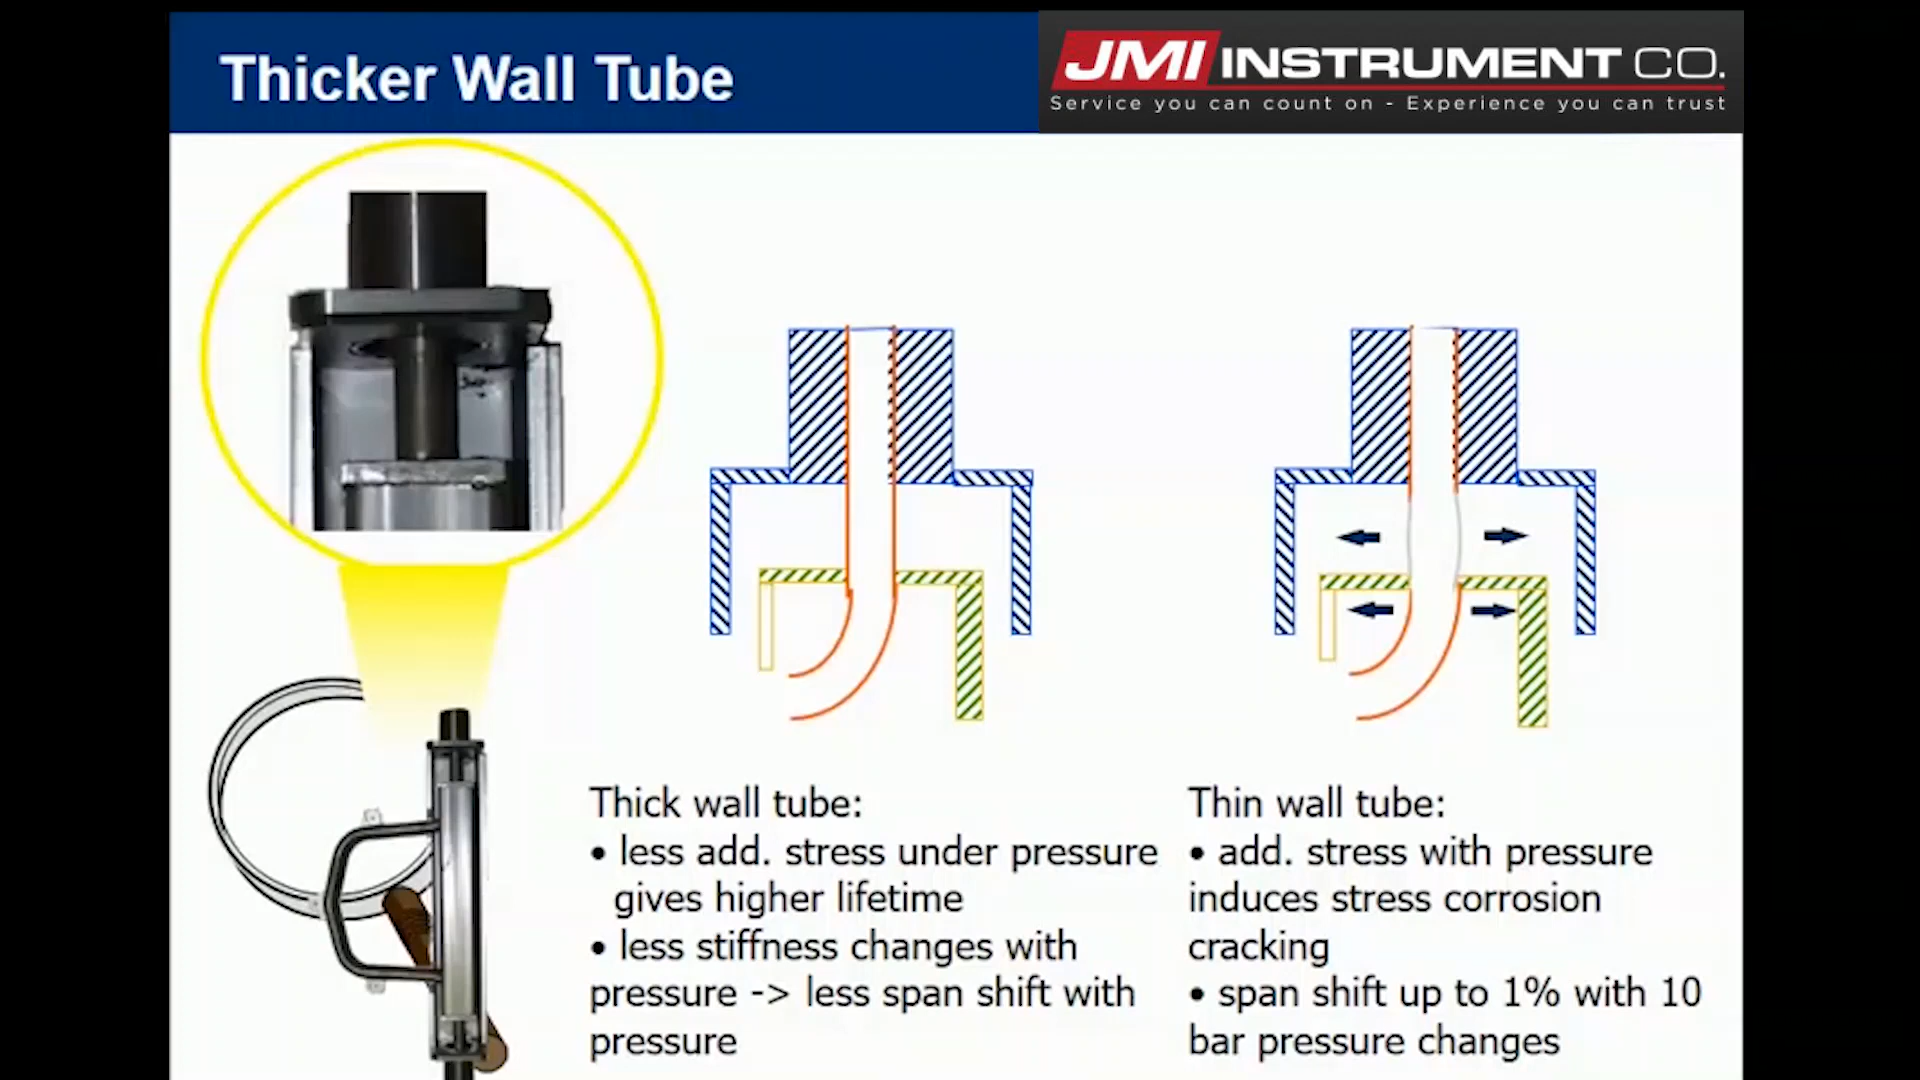 Thicker Wall Tube
JMI INSTRUMENT CO.
Service you can count on - Experience you can trust
Thick wall tube:
• less add. stress under pressure
gives higher lifetime
• less stiffness changes with
pressure -> less span shift with
pressure
Thin wall tube:
• add. stress with pressure
induces stress corrosion
cracking
• span shift up to 1% with 10
bar pressure changes